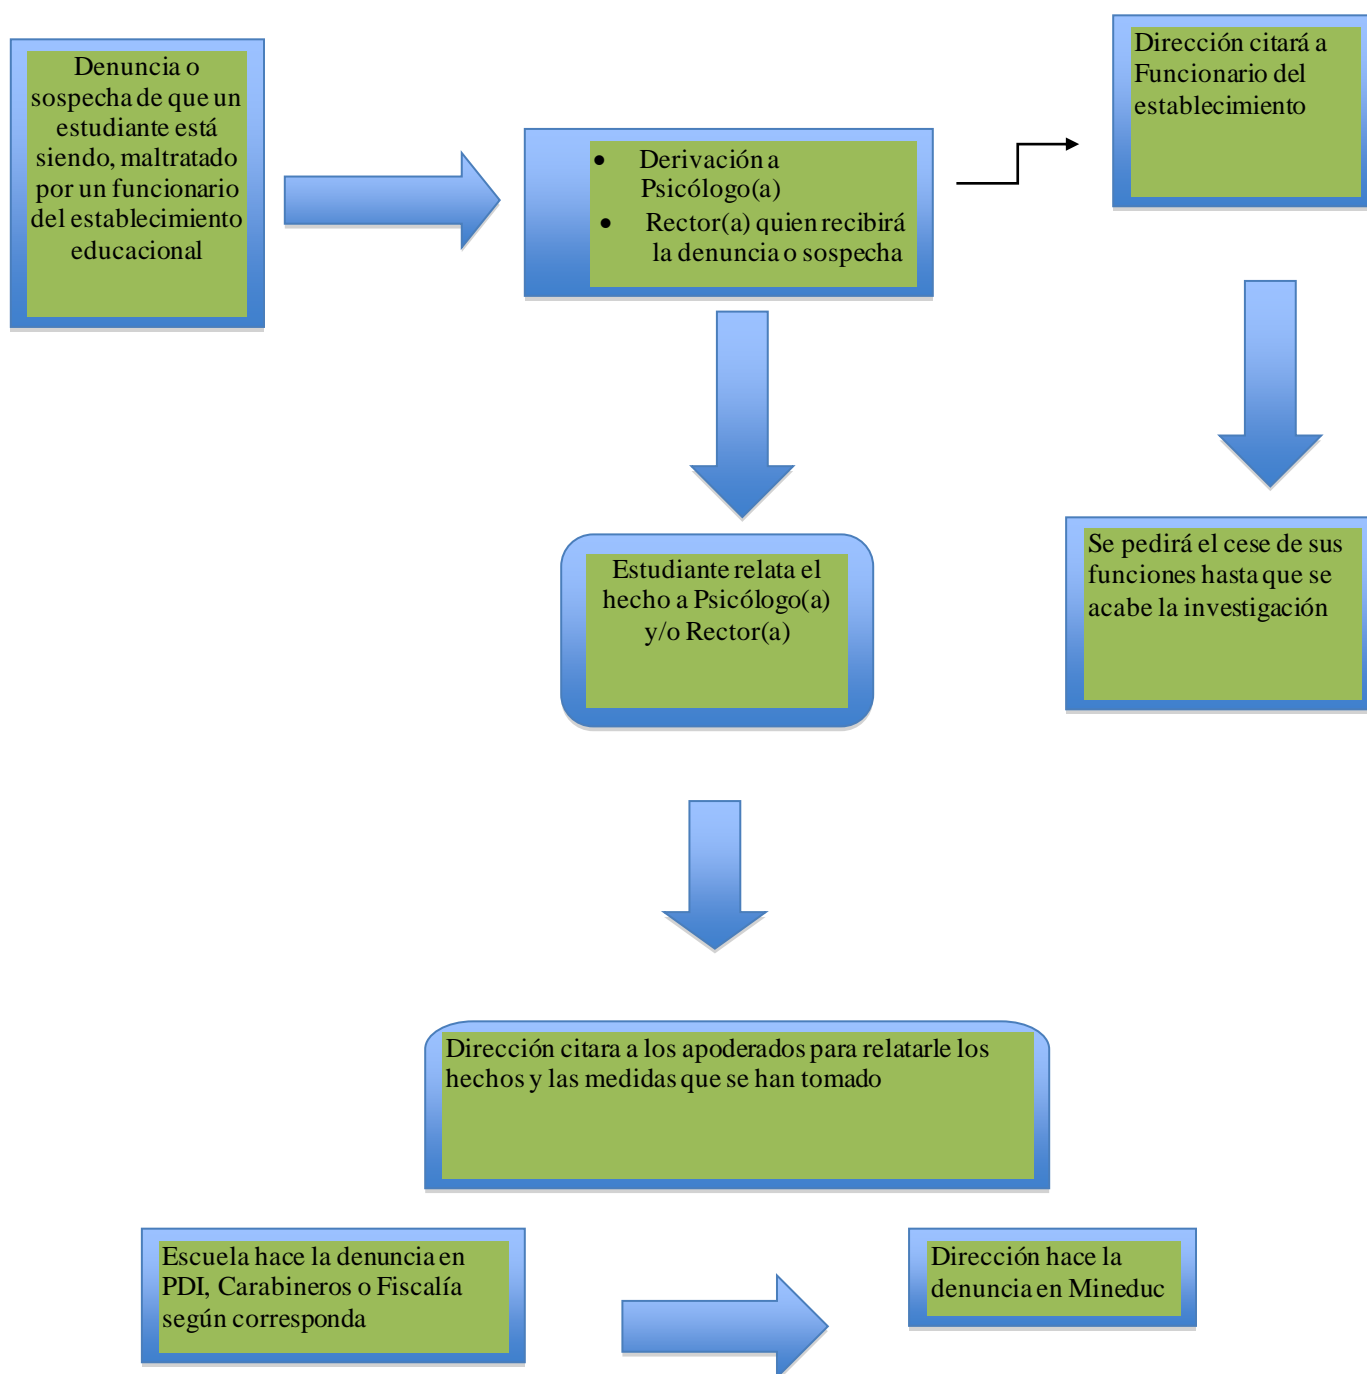 Denuncia o
sospecha de que un
estudiante está
siendo, maltratado
por un funcionario
del establecimiento
educacional
• Derivación a
Psicólogo(a)
• Rector(a) quien recibirá
la denuncia o sospecha
Dirección citará a
Funcionario del
establecimiento
Estudiante relata el
hecho a Psicólogo(a)
y/o Rector(a)
Se pedirá el cese de sus
funciones hasta que se
acabe la investigación
Dirección citara a los apoderados para relatarle los
hechos y las medidas que se han tomado
Escuela hace la denuncia en
PDI, Carabineros o Fiscalía
según corresponda
Dirección hace la
denuncia en Mineduc